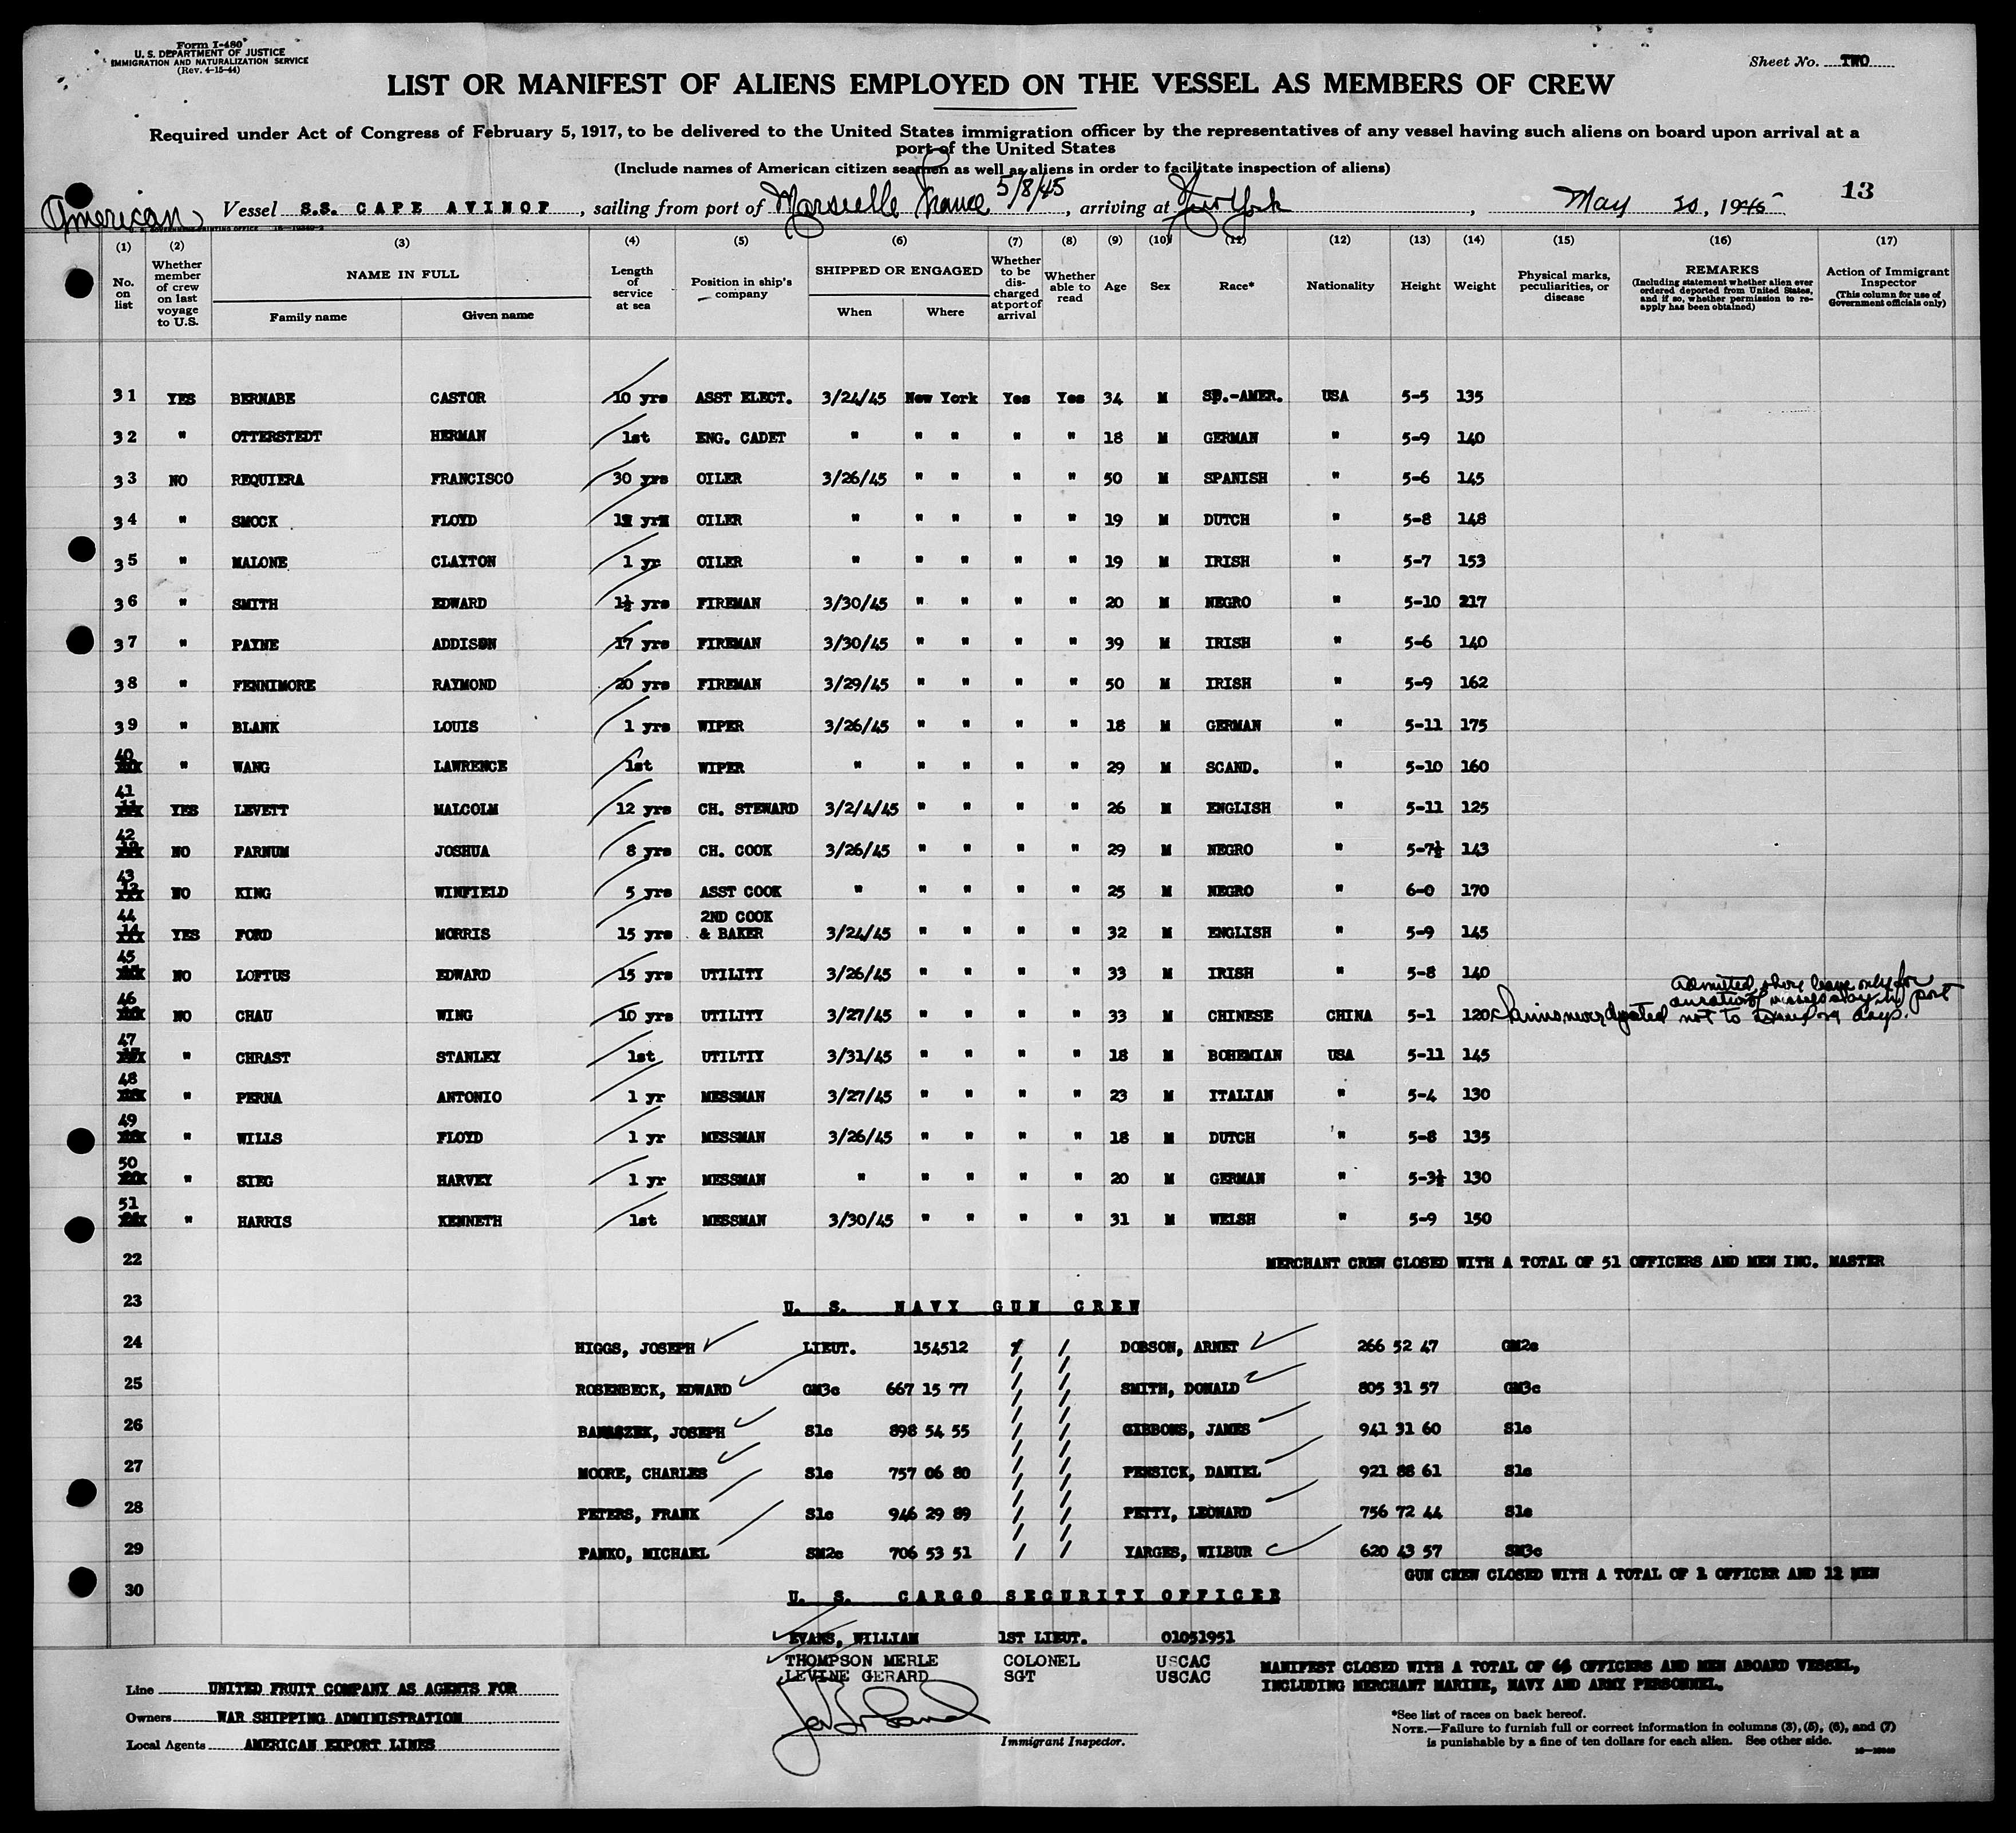 Form I-480
U. S. DEPARTMENT OF JUSTICE
IMMIGRATION AND NATURALIZATION SERVICE
(Rev. 4-15-44)
Sheet No. TWO
LIST OR MANIFEST OF ALIENS EMPLOYED ON THE VESSEL AS MEMBERS OF CREW
Required under Act of Congress of February 5, 1917, to be delivered to the United States immigration officer by the representatives of any vessel having such aliens on board upon arrival at a
port of the United States
(Include names of American citizen seamen as well as aliens in order to facilitate inspection of aliens)
American Vessel S.S. CAPE AVINOF, sailing from port of Marseille France 5/8/45, arriving at New York, May 20, 1945 13
(1) (2) (3) (4) (5) (6) (7) (8) (9) (10) (11) (12) (13) (14) (15) (16) (17)
No. on list
Whether member of crew on last voyage to U.S.
NAME IN FULL
Family name Given name
Length of service at sea
Position in ship's company
SHIPPED OR ENGAGED
When Where
Whether to be discharged at port of arrival
Whether able to read
Age
Sex
Race*
Nationality
Height
Weight
Physical marks, peculiarities, or disease
REMARKS
(Including statement whether alien ever ordered deported from United States, and if so, whether permission to reapply has been obtained)
Action of Immigrant Inspector
(This column for use of Government officials only)
31 YES BERNABE CASTOR 10 yrs ASST ELECT. 3/24/45 New York Yes Yes 34 M SP.-AMER. USA 5-5 135
32 " OTTERSTEDT HERMAN 1st ENG. CADET " " " " " 18 M GERMAN " 5-9 140
33 NO REQUIERA FRANCISCO 30 yrs OILER 3/26/45 " " " " 50 M SPANISH " 5-6 145
34 " SMOCK FLOYD OILER " " " " " 19 M DUTCH " 5-8 148
35 " MALONE CLAYTON 1 yr OILER " " " " " 19 M IRISH " 5-7 153
36 " SMITH EDWARD 1½ yrs FIREMAN 3/30/45 " " " " 20 M NEGRO " 5-10 217
37 " PAYNE ADDISON 17 yrs FIREMAN 3/30/45 " " " " 39 M IRISH " 5-6 140
38 " FENNIMORE RAYMOND 20 yrs FIREMAN 3/29/45 " " " " 50 M IRISH " 5-9 162
39 " BLANK LOUIS 1 yrs WIPER 3/26/45 " " " " 18 M GERMAN " 5-11 175
40 " WANG LAWRENCE 1st WIPER " " " " " 29 M SCAND. " 5-10 160
41 YES LEVETT MALCOLM 12 yrs CH. STEWARD 3/2/4/45 " " " " 26 M ENGLISH " 5-11 125
42 NO FARNUM JOSHUA 8 yrs CH. COOK 3/26/45 " " " " 29 M NEGRO " 5-7½ 143
43 NO KING WINFIELD 5 yrs ASST COOK " " " " " 25 M NEGRO " 6-0 170
44 YES FORD MORRIS 15 yrs 2ND COOK & BAKER 3/24/45 " " " " 32 M ENGLISH " 5-9 145
45 NO LOFTUS EDWARD 15 yrs UTILITY 3/26/45 " " " " 33 M IRISH " 5-8 140
46 NO CHAU WING 10 yrs UTILITY 3/27/45 " " " " 33 M CHINESE CHINA 5-1 120 never deported Admitted shore leave only for duration of vessels stay in port not to exceed 29 days.
47 " CHRAST STANLEY 1st UTILTIY 3/31/45 " " " " 18 M BOHEMIAN USA 5-11 145
48 " PERNA ANTONIO 1 yr MESSMAN 3/27/45 " " " " 23 M ITALIAN " 5-4 130
49 " WILLS FLOYD 1 yr MESSMAN 3/26/45 " " " " 18 M DUTCH " 5-8 135
50 " SIEG HARVEY 1 yr MESSMAN " " " " " 20 M GERMAN " 5-3½ 130
51 " HARRIS KENNETH 1st MESSMAN 3/30/45 " " " " 31 M WELSH " 5-9 150
22 MERCHANT CREW CLOSED WITH A TOTAL OF 51 OFFICERS AND MEN INC. MASTER
23 U. S. NAVY GUN CREW
24 HIGGS, JOSEPH LIEUT. 154512 / / DOBSON, ARNET 266 52 47 GM2c
25 ROSENBECK, EDWARD GM3c 667 15 77 / / SMITH, DONALD 805 31 57 GM3c
26 BANASZEK, JOSEPH S1c 898 54 55 / / GIBBONS, JAMES 941 31 60 S1c
27 MOORE, CHARLES S1c 757 06 80 / / PENSICK, DANIEL 921 88 61 S1c
28 PETERS, FRANK S1c 946 29 89 / / PETTY, LEONARD 756 72 44 S1c
29 PANKO, MICHAEL SM2c 706 53 51 / / YARGES, WILBUR 620 43 57 SM3c
GUN CREW CLOSED WITH A TOTAL OF 1 OFFICER AND 11 MEN
30 U. S. CARGO SECURITY OFFICER
EVANS, WILLIAM 1ST LIEUT. 01051951
THOMPSON MERLE COLONEL USCAC
LEVINE GERARD SGT USCAC
MANIFEST CLOSED WITH A TOTAL OF 66 OFFICERS AND MEN ABOARD VESSEL,
INCLUDING MERCHANT MARINE, NAVY AND ARMY PERSONNEL.
Line UNITED FRUIT COMPANY AS AGENTS FOR
Owners WAR SHIPPING ADMINISTRATION
Local Agents AMERICAN EXPORT LINES
Immigrant Inspector.
*See list of races on back hereof.
NOTE.—Failure to furnish full or correct information in columns (3), (5), (6), and (7)
is punishable by a fine of ten dollars for each alien. See other side.